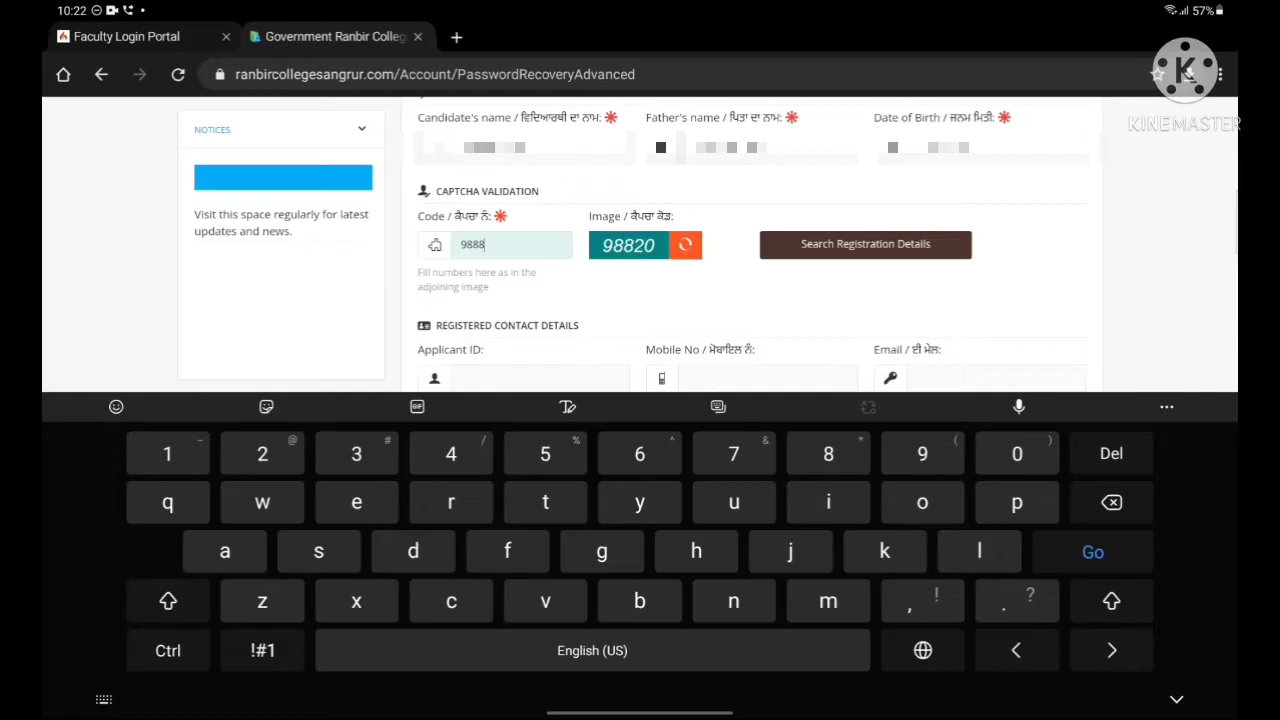 10:22 57%
Faculty Login Portal Government Ranbir Colleg
ranbircollegesangrur.com/Account/PasswordRecoveryAdvanced
KINEMASTER
NOTICES
Visit this space regularly for latest
updates and news.
Candidate's name / ਵਿਦਿਆਰਥੀ ਦਾ ਨਾਮ: Father's name / ਪਿਤਾ ਦਾ ਨਾਮ: Date of Birth / ਜਨਮ ਮਿਤੀ:
CAPTCHA VALIDATION
Code / ਕੈਪਚਾ ਨੰ: Image / ਕੈਪਚਾ ਕੋਡ:
9888 98820 Search Registration Details
Fill numbers here as in the
adjoining image
REGISTERED CONTACT DETAILS
Applicant ID: Mobile No / ਮੋਬਾਇਲ ਨੰ: Email / ਈ ਮੇਲ:
GIF
1 - 2 @ 3 # 4 / 5 % 6 ^ 7 & 8 * 9 ( 0 ) Del
q w e r t y u i o p
a s d f g h j k l Go
z x c v b n m , ! . ?
Ctrl !#1 English (US) < >